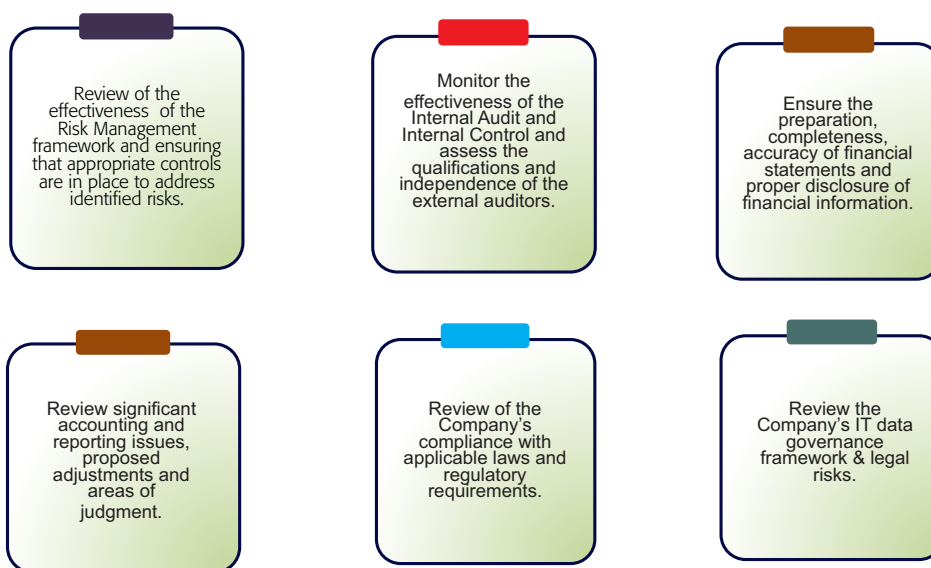 Review of the
effectiveness of the
Risk Management
framework and ensuring
that appropriate controls
are in place to address
identified risks.
Monitor the
effectiveness of the
Internal Audit and
Internal Control and
assess the
qualifications and
independence of the
external auditors.
Ensure the
preparation,
completeness,
accuracy of financial
statements and
proper disclosure of
financial information.
Review significant
accounting and
reporting issues,
proposed
adjustments and
areas of
judgment.
Review of the
Company’s
compliance with
applicable laws and
regulatory
requirements.
Review the
Company’s IT data
governance
framework & legal
risks.